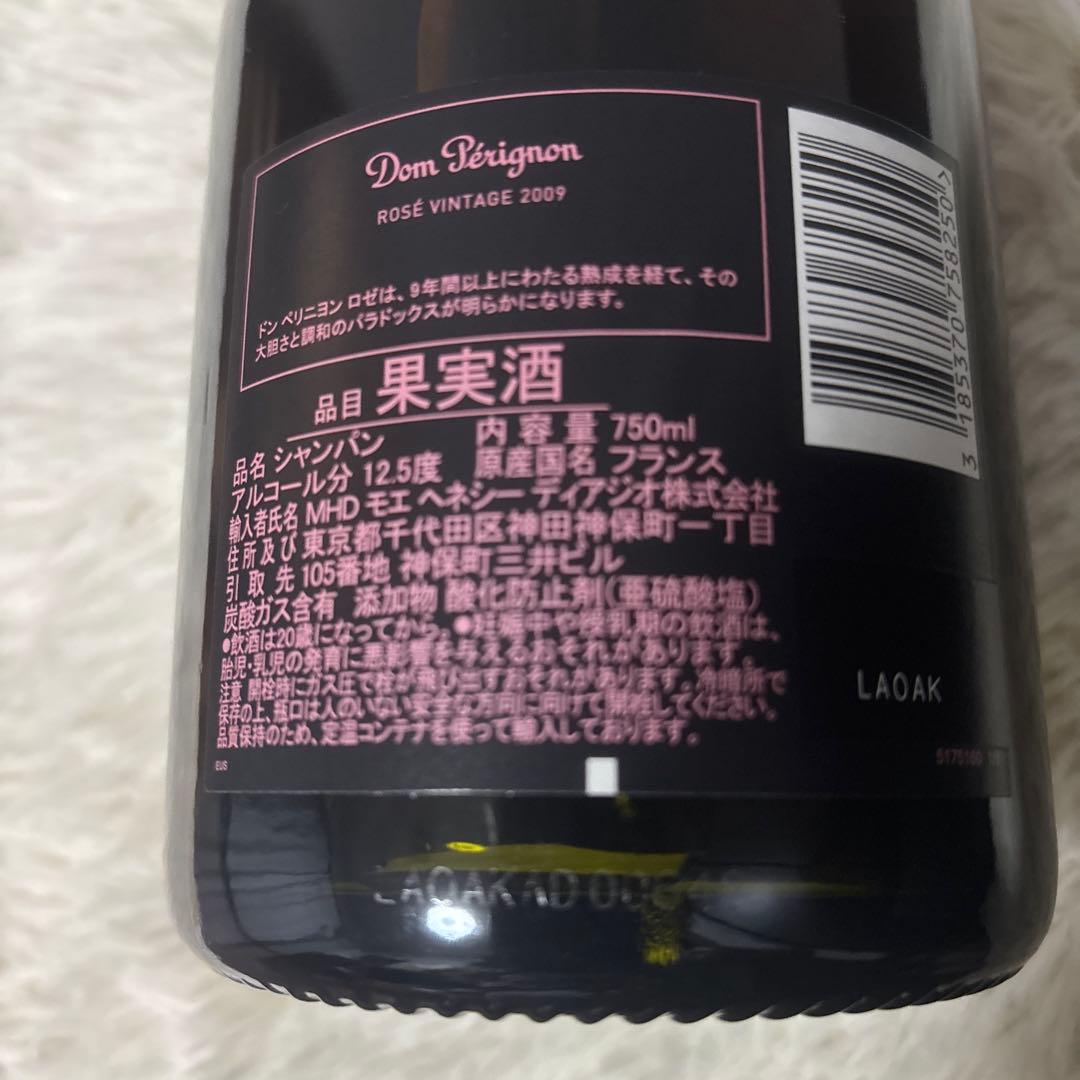 Dom Pérignon
ROSÉ VINTAGE 2009
ドン ペリニヨン ロゼは、9年間以上にわたる熟成を経て、その
大胆さと調和のパラドックスが明らかになります。
品目 果実酒
品名 シャンパン 内容量 750ml
アルコール分 12.5度 原産国名 フランス
輸入者氏名 MHD モエ ヘネシー ディアジオ株式会社
住所及び 東京都千代田区神田神保町一丁目
引取先 105番地 神保町三井ビル
炭酸ガス含有 添加物 酸化防止剤(亜硫酸塩)
●飲酒は20歳になってから。●妊娠中や授乳期の飲酒は、
胎児・乳児の発育に悪影響を与えるおそれがあります。
注意 開栓時にガス圧で栓が飛び出すおそれがあります。冷暗所で
保存の上、瓶口は人のいない安全な方向に向けて開栓してください。
品質保持のため、定温コンテナを使って輸入しております。
EUS
3 185370 758250 >
LAOAK
5175160
LAOAKAD